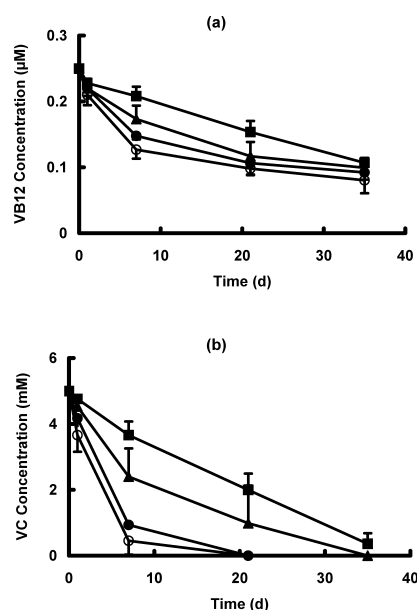 (a)
VB12 Concentration (μM)
0.3
0.2
0.1
0
0 10 20 30 40
Time (d)
(b)
VC Concentration (mM)
6
4
2
0
0 10 20 30 40
Time (d)